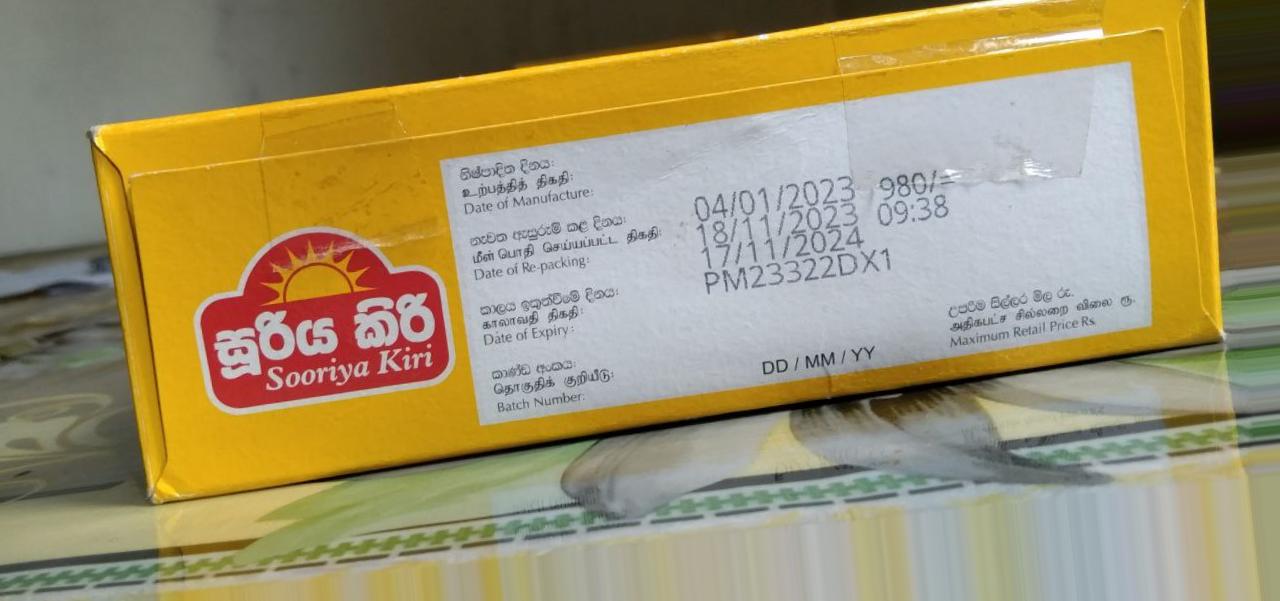 සූරිය කිරි
Sooriya Kiri
නිෂ්පාදිත දිනය:
உற்பத்தித் திகதி:
Date of Manufacture:
නැවත ඇසුරුම් කළ දිනය:
மீள் பொதி செய்யப்பட்ட திகதி:
Date of Re-packing:
කාලය ඉකුත්වීමේ දිනය:
காலாவதி திகதி:
Date of Expiry:
කාණ්ඩ අංකය:
தொகுதிக் குறியீடு:
Batch Number:
04/01/2023 980/=
18/11/2023 09:38
17/11/2024
PM23322DX1
DD / MM / YY
උපරිම සිල්ලර මිල රු.
அதிகபட்ச சில்லறை விலை ரூ.
Maximum Retail Price Rs.